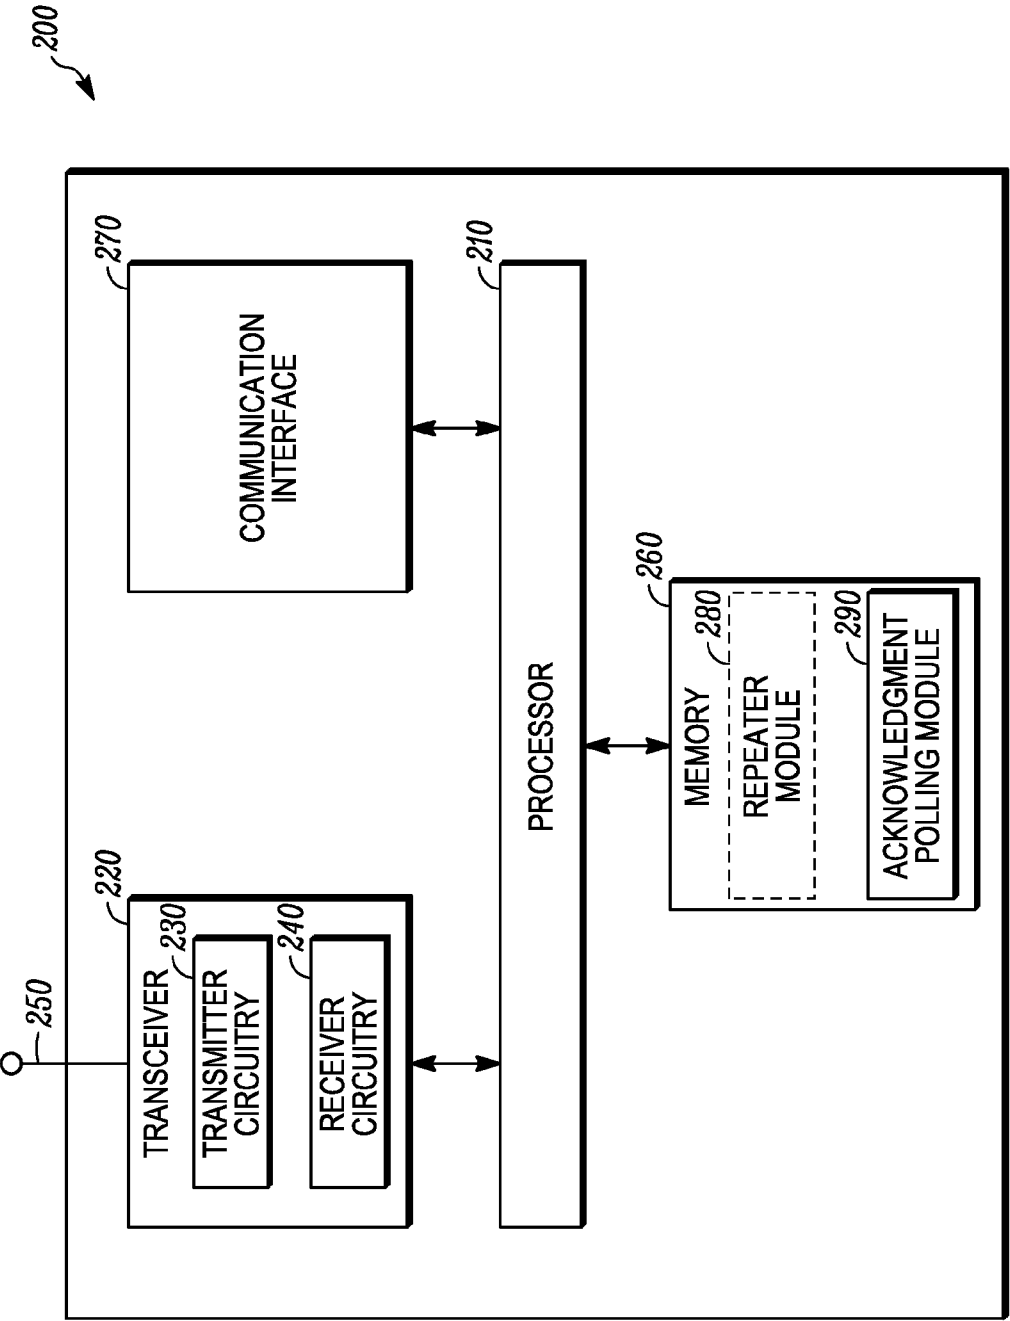 200
250
220
TRANSCEIVER
230
TRANSMITTER
CIRCUITRY
240
RECEIVER
CIRCUITRY
270
COMMUNICATION
INTERFACE
210
PROCESSOR
260
MEMORY
280
REPEATER
MODULE
290
ACKNOWLEDGMENT
POLLING MODULE